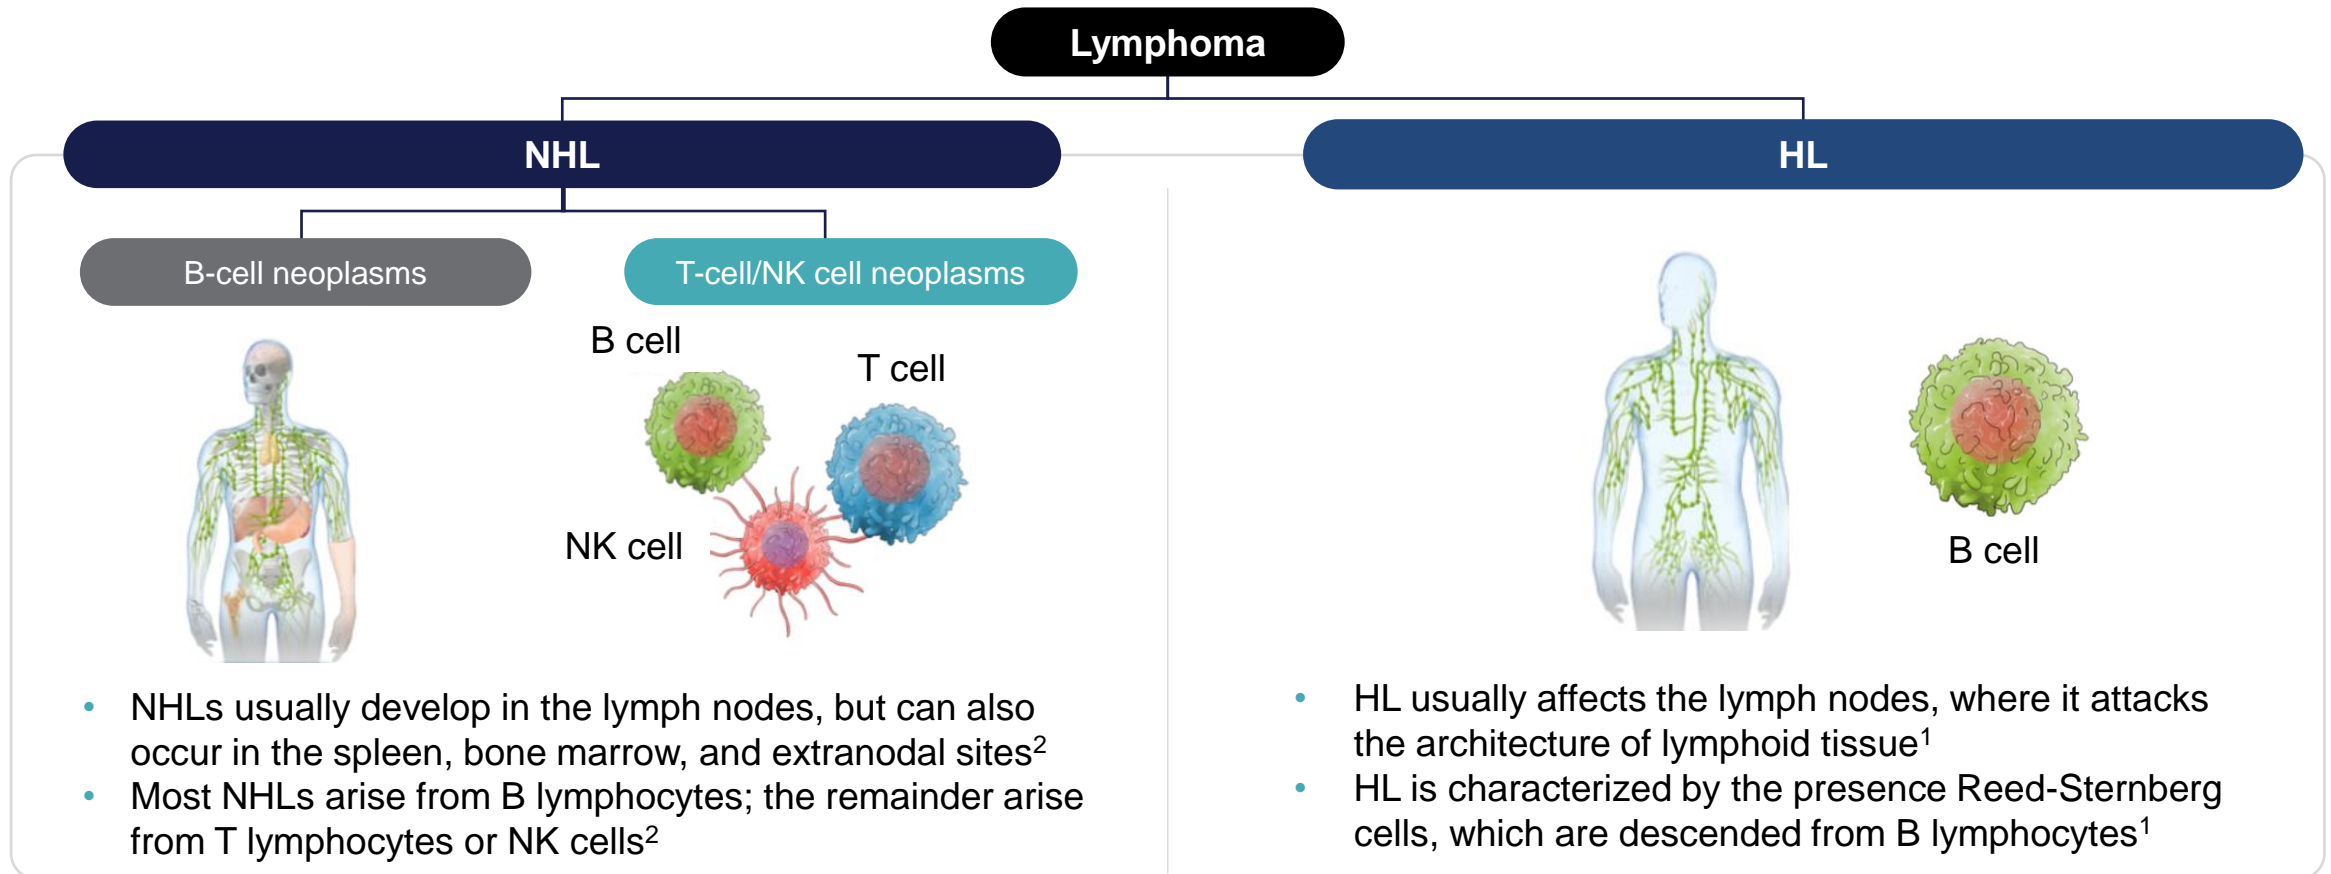 Lymphoma
NHL
HL
B-cell neoplasms
T-cell/NK cell neoplasms
B cell
T cell
NK cell
B cell
• NHLs usually develop in the lymph nodes, but can also
occur in the spleen, bone marrow, and extranodal sites²
• Most NHLs arise from B lymphocytes; the remainder arise
from T lymphocytes or NK cells²
• HL usually affects the lymph nodes, where it attacks
the architecture of lymphoid tissue¹
• HL is characterized by the presence Reed-Sternberg
cells, which are descended from B lymphocytes¹